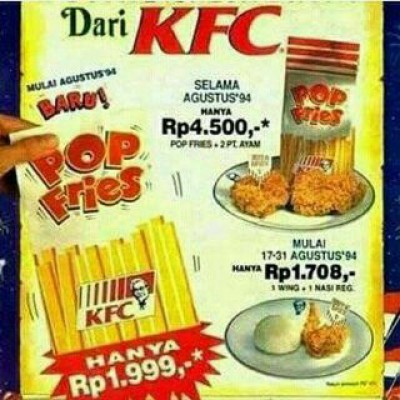 Dari KFC
MULAI AGUSTUS'94
BARU!
POP
Fries
SELAMA
AGUSTUS'94
HANYA
Rp4.500,-*
POP FRIES + 2 PT. AYAM
POP
Fries
MULAI
17-31 AGUSTUS'94
HANYA Rp1.708,-
1 WING + 1 NASI REG.
KFC
HANYA
Rp1.999,-*